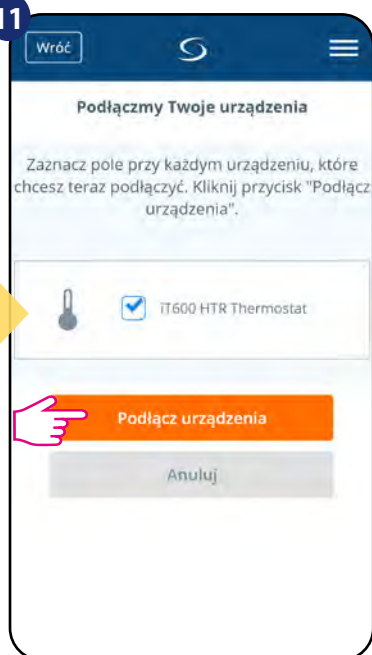 11
Wróć
Podłączmy Twoje urządzenia
Zaznacz pole przy każdym urządzeniu, które
chcesz teraz podłączyć. Kliknij przycisk "Podłącz
urządzenia".
iT600 HTR Thermostat
Podłącz urządzenia
Anuluj